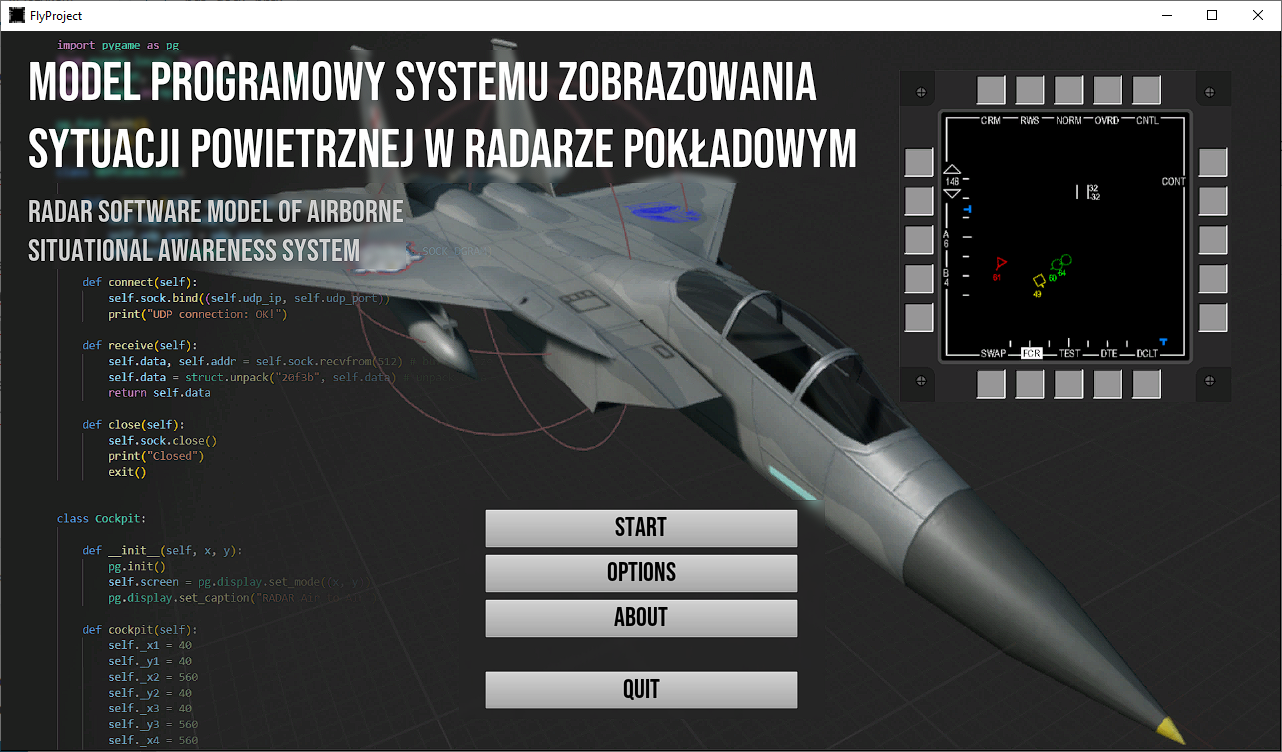 FlyProject
import pygame as pg
MODEL PROGRAMOWY SYSTEMU ZOBRAZOWANIA
SYTUACJI POWIETRZNEJ W RADARZE POKŁADOWYM
RADAR SOFTWARE MODEL OF AIRBORNE
SITUATIONAL AWARENESS SYSTEM
def connect(self):
self.sock.bind((self.udp_ip, self.udp_port))
print("UDP connection: OK!")
def receive(self):
self.data, self.addr = self.sock.recvfrom(512)
self.data = struct.unpack("20f3b", self.data)
return self.data
def close(self):
self.sock.close()
print("Closed")
exit()
class Cockpit:
def __init__(self, x, y):
pg.init()
self.screen = pg.display.set_mode((x, y
pg.display.set_caption("RADAR
def cockpit(self):
self._x1 = 40
self._y1 = 40
self._x2 = 560
self._y2 = 40
self._x3 = 40
self._y3 = 560
self._x4 = 560
CRM RWS NORM OVRD CNTL
148
CONT
32
-32
A
6
B
4
61
49
60
64
SWAP FCR TEST DTE DCLT
START
OPTIONS
ABOUT
QUIT